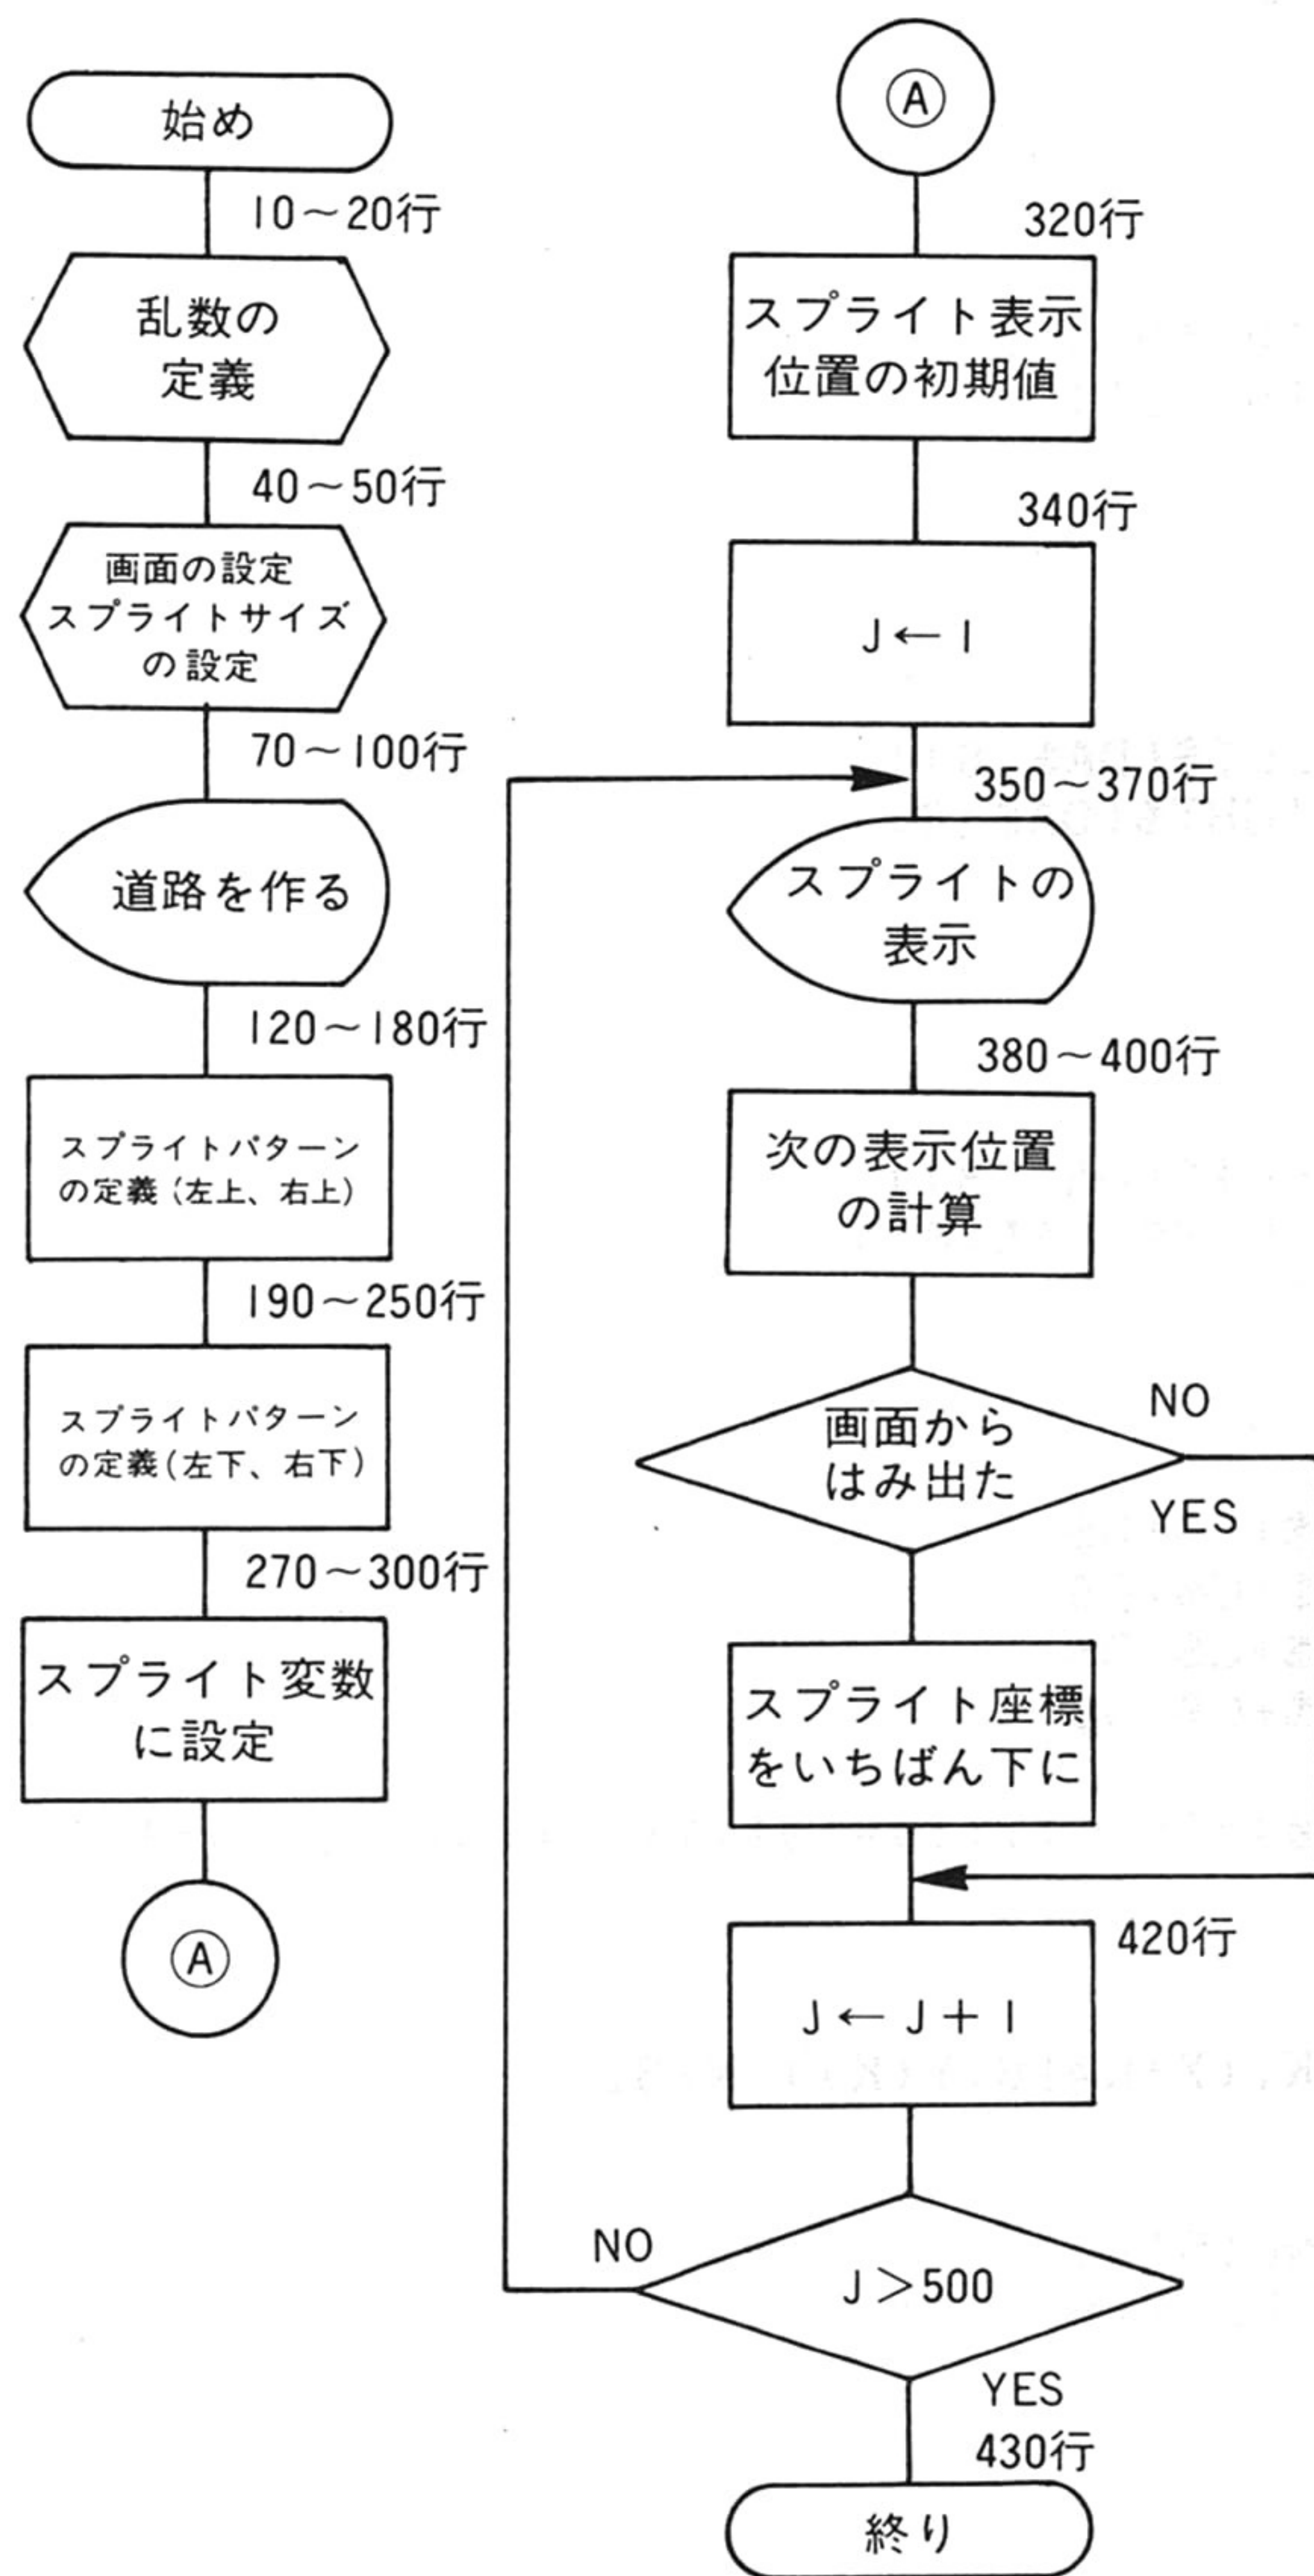 始め
10～20行
乱数の
定義
40～50行
画面の設定
スプライトサイズ
の設定
70～100行
道路を作る
120～180行
スプライトパターン
の定義(左上、右上)
190～250行
スプライトパターン
の定義(左下、右下)
270～300行
スプライト変数
に設定
Ⓐ
Ⓐ
320行
スプライト表示
位置の初期値
340行
J←1
350～370行
スプライトの
表示
380～400行
次の表示位置
の計算
画面から
はみ出た
NO
YES
スプライト座標
をいちばん下に
420行
J←J+1
J>500
NO
YES
430行
終り